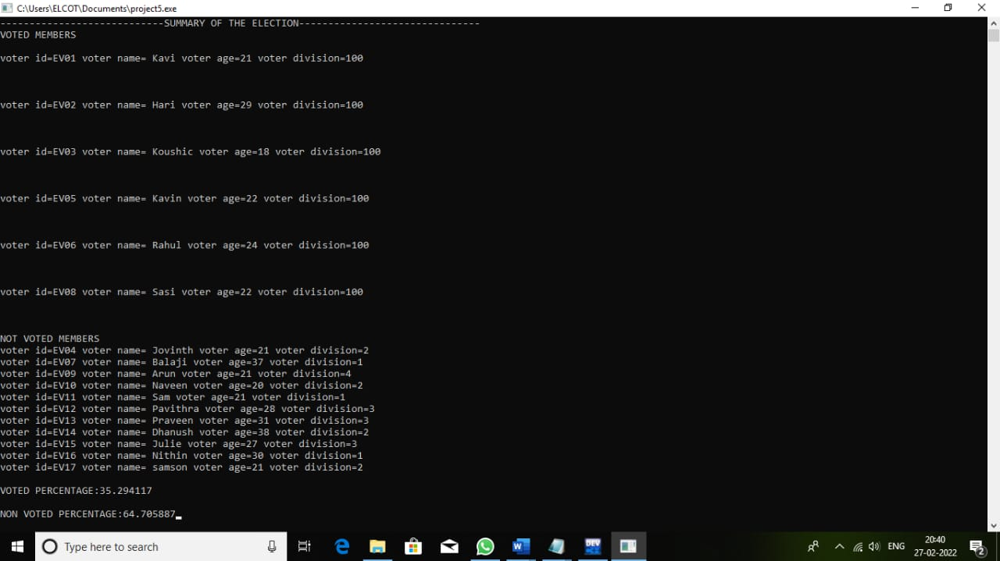 C:\Users\ELCOT\Documents\project5.exe
----------------------------SUMMARY OF THE ELECTION-------------------------------
VOTED MEMBERS
voter id=EV01 voter name= Kavi voter age=21 voter division=100
voter id=EV02 voter name= Hari voter age=29 voter division=100
voter id=EV03 voter name= Koushic voter age=18 voter division=100
voter id=EV05 voter name= Kavin voter age=22 voter division=100
voter id=EV06 voter name= Rahul voter age=24 voter division=100
voter id=EV08 voter name= Sasi voter age=22 voter division=100
NOT VOTED MEMBERS
voter id=EV04 voter name= Jovinth voter age=21 voter division=2
voter id=EV07 voter name= Balaji voter age=37 voter division=1
voter id=EV09 voter name= Arun voter age=21 voter division=4
voter id=EV10 voter name= Naveen voter age=20 voter division=2
voter id=EV11 voter name= Sam voter age=21 voter division=1
voter id=EV12 voter name= Pavithra voter age=28 voter division=3
voter id=EV13 voter name= Praveen voter age=31 voter division=3
voter id=EV14 voter name= Dhanush voter age=38 voter division=2
voter id=EV15 voter name= Julie voter age=27 voter division=3
voter id=EV16 voter name= Nithin voter age=30 voter division=1
voter id=EV17 voter name= samson voter age=21 voter division=2
VOTED PERCENTAGE:35.294117
NON VOTED PERCENTAGE:64.705887_
Type here to search
DEV
ENG
20:40
27-02-2022
2